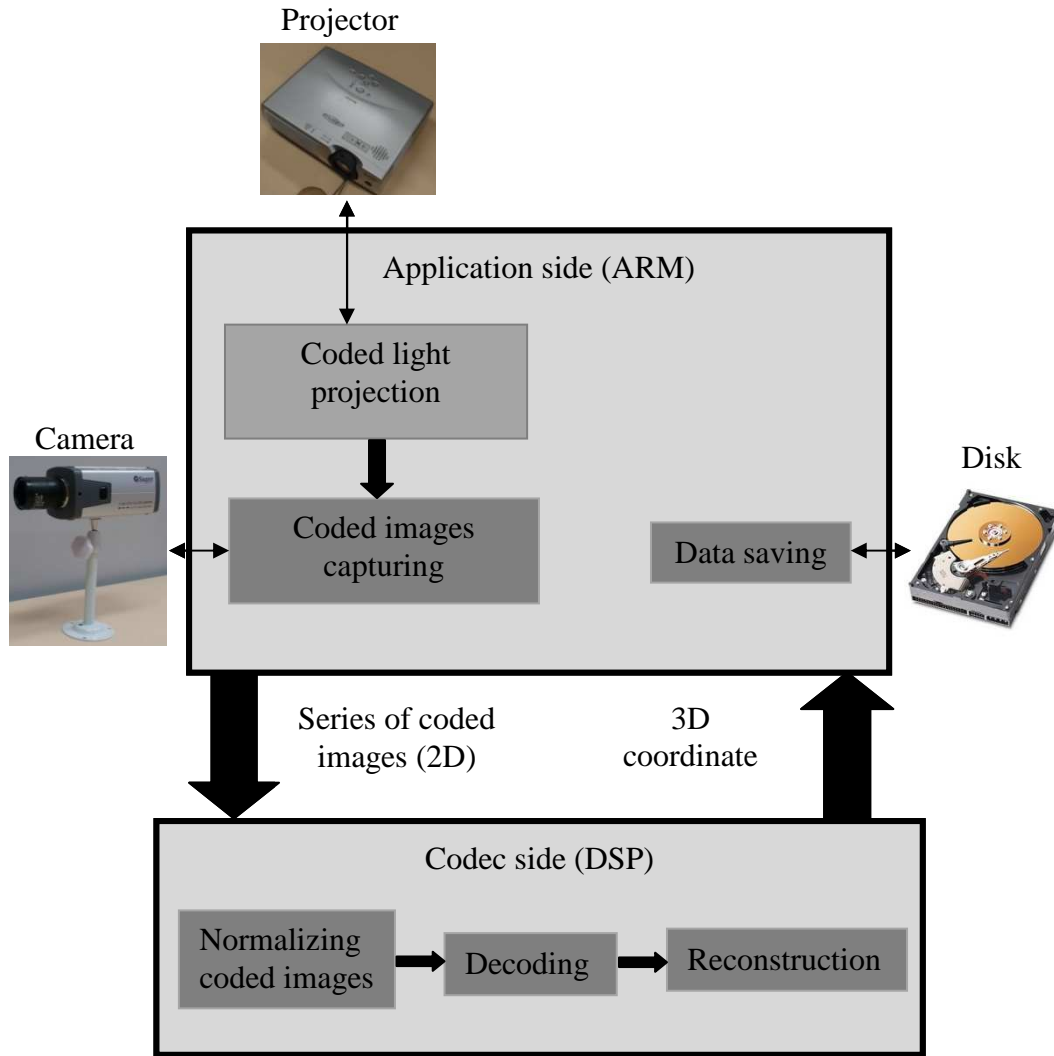 Projector
Application side (ARM)
Coded light
projection
Camera
Coded images
capturing
Disk
Data saving
Series of coded
images (2D)
3D
coordinate
Codec side (DSP)
Normalizing
coded images
Decoding
Reconstruction